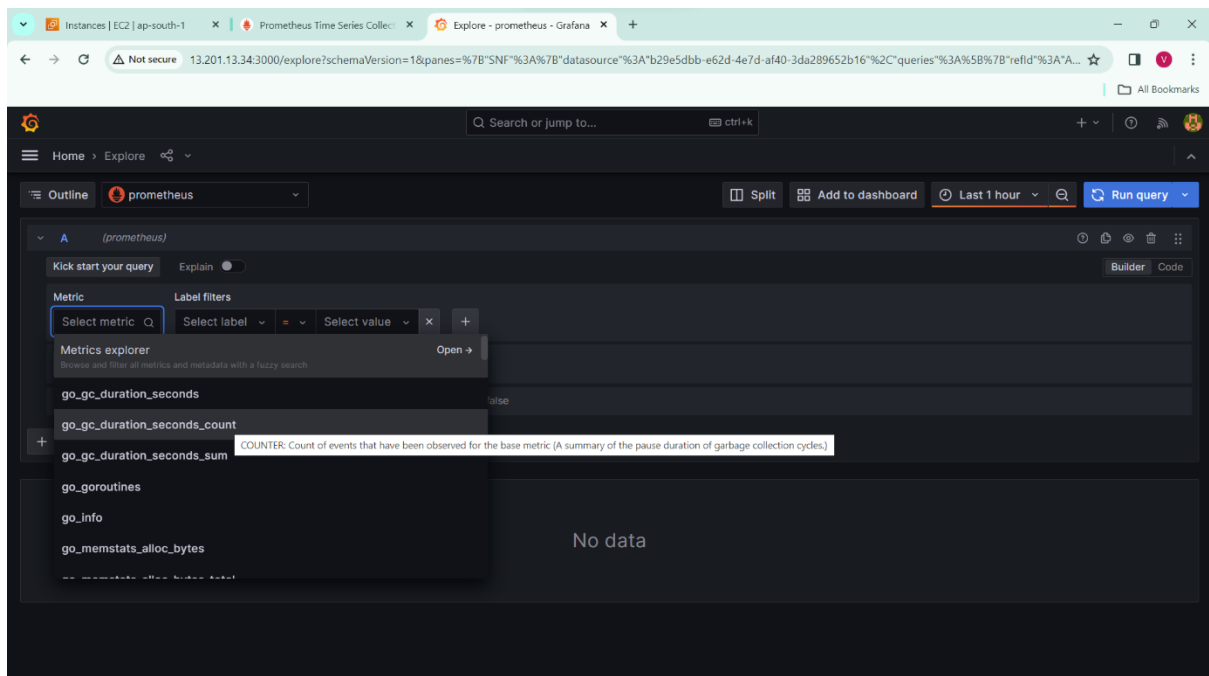 Instances | EC2 | ap-south-1
Prometheus Time Series Collect
Explore - prometheus - Grafana
Not secure 13.201.13.34:3000/explore?schemaVersion=1&panes=%7B"SNF"%3A%7B"datasource"%3A"b29e5dbb-e62d-4e7d-af40-3da289652b16"%2C"queries"%3A%5B%7B"refId"%3A"A...
V
All Bookmarks
Search or jump to... ctrl+k
Home › Explore
Outline prometheus Split Add to dashboard Last 1 hour Run query
A (prometheus)
Kick start your query Explain Builder Code
Metric Label filters
Select metric Select label = Select value × +
Metrics explorer Open →
Browse and filter all metrics and metadata with a fuzzy search
go_gc_duration_seconds
false
go_gc_duration_seconds_count
COUNTER: Count of events that have been observed for the base metric (A summary of the pause duration of garbage collection cycles.)
go_gc_duration_seconds_sum
go_goroutines
go_info
No data
go_memstats_alloc_bytes
go_memstats_alloc_bytes_total